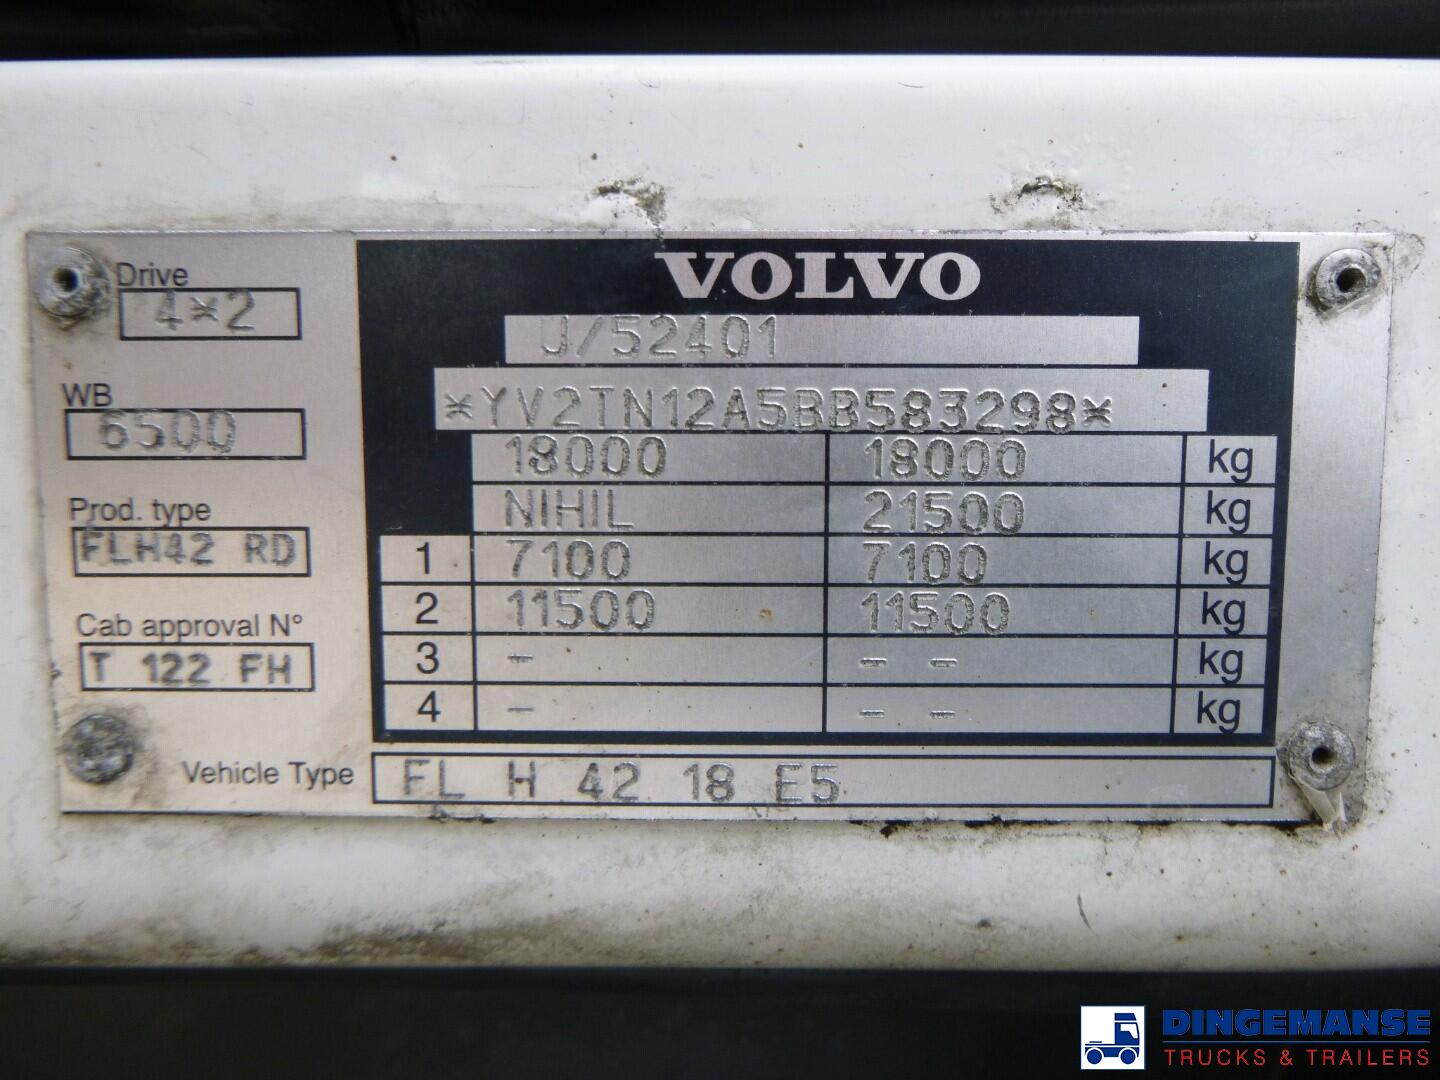 VOLVO
Drive
4*2
U/52401
WB
6500
*YV2TN12A5BB583298*
18000 18000 kg
NIHIL 21500 kg
Prod. type
FLH42 RD
1 7100 7100 kg
2 11500 11500 kg
Cab approval N°
T 122 FH
3 - - - kg
4 - - - kg
Vehicle Type FL H 42 18 E5
DINGEMANSE
TRUCKS & TRAILERS